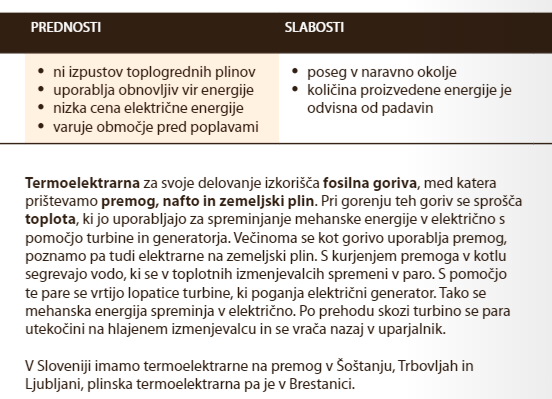 PREDNOSTI
SLABOSTI
• ni izpustov toplogrednih plinov
• uporablja obnovljiv vir energije
• nizka cena električne energije
• varuje območje pred poplavami
• poseg v naravno okolje
• količina proizvedene energije je
odvisna od padavin
Termoelektrarna za svoje delovanje izkorišča fosilna goriva, med katera
prištevamo premog, nafto in zemeljski plin. Pri gorenju teh goriv se sprošča
toplota, ki jo uporabljajo za spreminjanje mehanske energije v električno s
pomočjo turbine in generatorja. Večinoma se kot gorivo uporablja premog,
poznamo pa tudi elektrarne na zemeljski plin. S kurjenjem premoga v kotlu
segrevajo vodo, ki se v toplotnih izmenjevalcih spremeni v paro. S pomočjo
te pare se vrtijo lopatice turbine, ki poganja električni generator. Tako se
mehanska energija spreminja v električno. Po prehodu skozi turbino se para
utekočini na hlajenem izmenjevalcu in se vrača nazaj v uparjalnik.
V Sloveniji imamo termoelektrarne na premog v Šoštanju, Trbovljah in
Ljubljani, plinska termoelektrarna pa je v Brestanici.